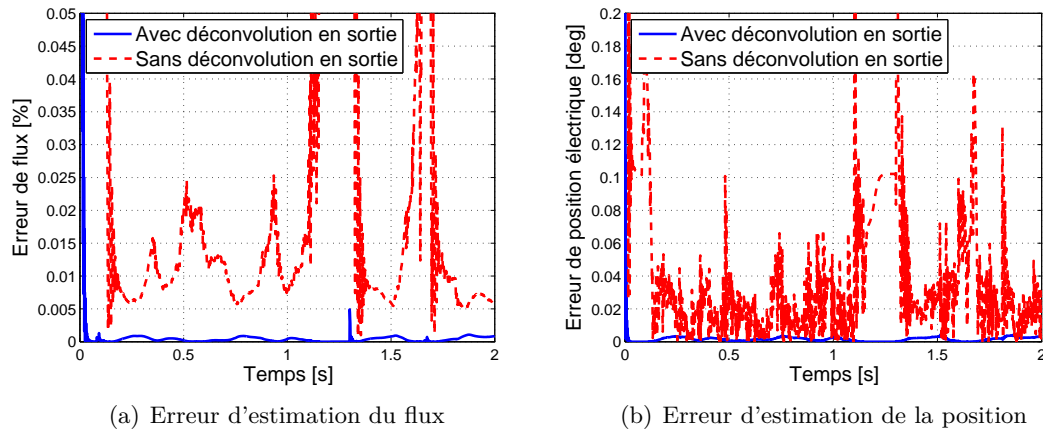 Avec déconvolution en sortie
Sans déconvolution en sortie
Erreur de flux [%]
0.05
0.045
0.04
0.035
0.03
0.025
0.02
0.015
0.01
0.005
0
0 0.5 1 1.5 2
Temps [s]
(a) Erreur d'estimation du flux
Avec déconvolution en sortie
Sans déconvolution en sortie
Erreur de position électrique [deg]
0.2
0.18
0.16
0.14
0.12
0.1
0.08
0.06
0.04
0.02
0
0 0.5 1 1.5 2
Temps [s]
(b) Erreur d'estimation de la position